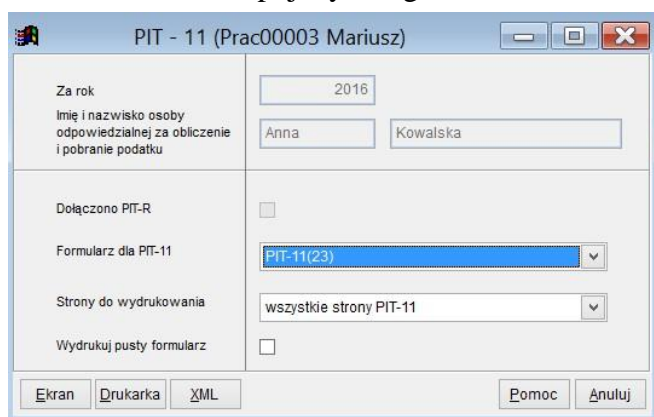 PIT - 11 (Prac00003 Mariusz)
Za rok
2016
Imię i nazwisko osoby
odpowiedzialnej za obliczenie
i pobranie podatku
Anna
Kowalska
Dołączono PIT-R
Formularz dla PIT-11
PIT-11(23)
Strony do wydrukowania
wszystkie strony PIT-11
Wydrukuj pusty formularz
Ekran Drukarka XML Pomoc Anuluj